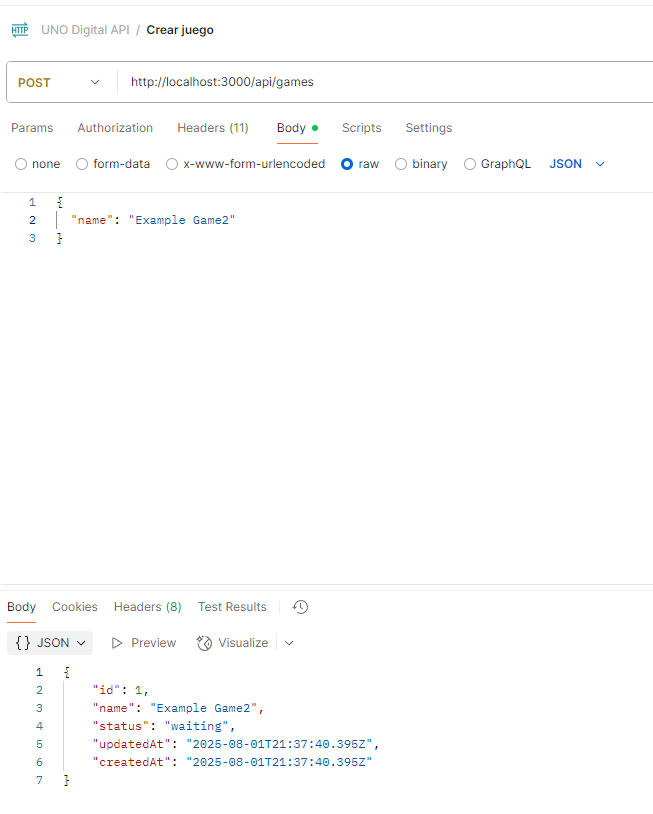 HTTP UNO Digital API / Crear juego
POST http://localhost:3000/api/games
Params Authorization Headers (11) Body Scripts Settings
none form-data x-www-form-urlencoded raw binary GraphQL JSON
1 {
2 "name": "Example Game2"
3 }
Body Cookies Headers (8) Test Results
{} JSON Preview Visualize
1 {
2 "id": 1,
3 "name": "Example Game2",
4 "status": "waiting",
5 "updatedAt": "2025-08-01T21:37:40.395Z",
6 "createdAt": "2025-08-01T21:37:40.395Z"
7 }